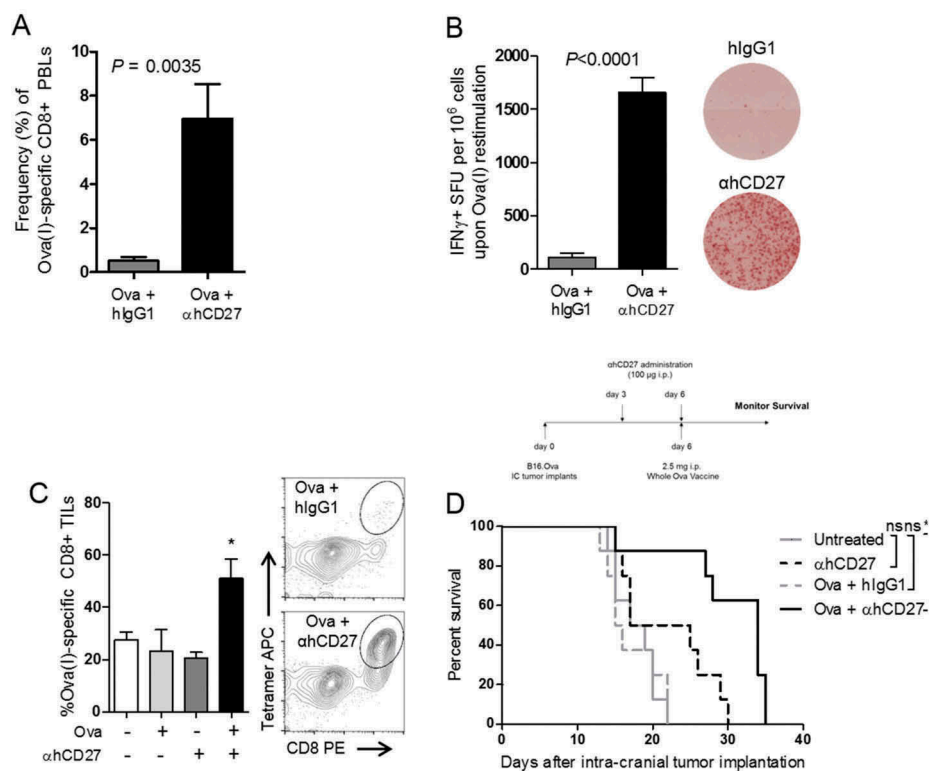 A
Frequency (%) of
Ova(I)-specific CD8+ PBLs
10
8
6
4
2
0
P = 0.0035
Ova +
hIgG1
Ova +
αhCD27
B
IFNγ+ SFU per 10⁶ cells
upon Ova(I) restimulation
2000
1500
1000
500
0
P<0.0001
Ova +
hIgG1
Ova +
αhCD27
hIgG1
αhCD27
αhCD27 administration
(100 µg i.p.)
day 3
day 6
Monitor Survival
day 0
day 6
B16.Ova
IC tumor implants
2.5 mg i.p.
Whole Ova Vaccine
C
%Ova(I)-specific CD8+ TILs
80
60
40
20
0
*
- + - + Ova
- - + + αhCD27
Ova +
hIgG1
Ova +
αhCD27
Tetramer APC
CD8 PE
D
Percent survival
100
80
60
40
20
0
0 10 20 30 40
Days after intra-cranial tumor implantation
ns ns *
Untreated
αhCD27
Ova + hIgG1
Ova + αhCD27